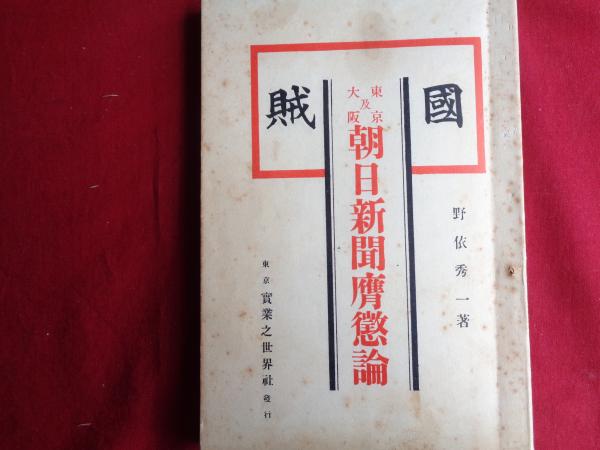 國賊
東京
及
大阪
朝日新聞膺懲論
野依秀一著
東京 實業之世界社 發行